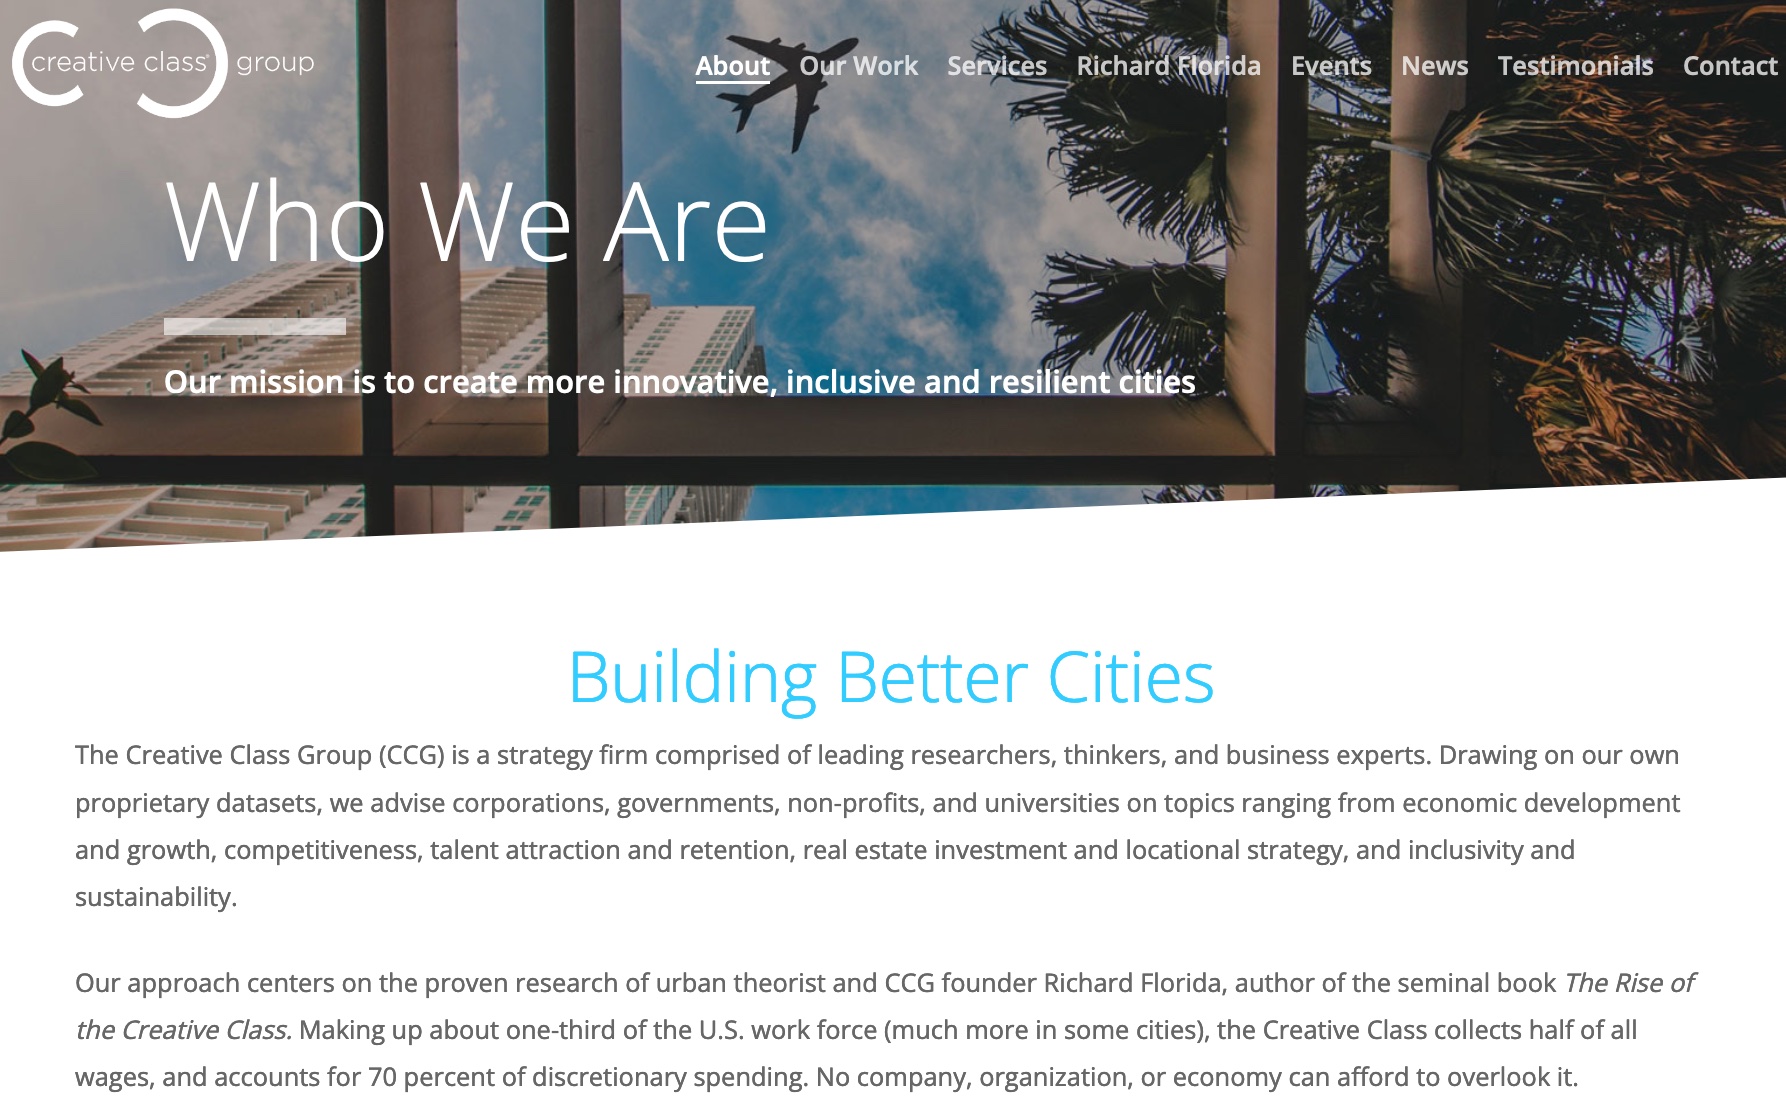 creative class® group
About Our Work Services Richard Florida Events News Testimonials Contact
Who We Are
Our mission is to create more innovative, inclusive and resilient cities
Building Better Cities
The Creative Class Group (CCG) is a strategy firm comprised of leading researchers, thinkers, and business experts. Drawing on our own
proprietary datasets, we advise corporations, governments, non-profits, and universities on topics ranging from economic development
and growth, competitiveness, talent attraction and retention, real estate investment and locational strategy, and inclusivity and
sustainability.
Our approach centers on the proven research of urban theorist and CCG founder Richard Florida, author of the seminal book The Rise of
the Creative Class. Making up about one-third of the U.S. work force (much more in some cities), the Creative Class collects half of all
wages, and accounts for 70 percent of discretionary spending. No company, organization, or economy can afford to overlook it.